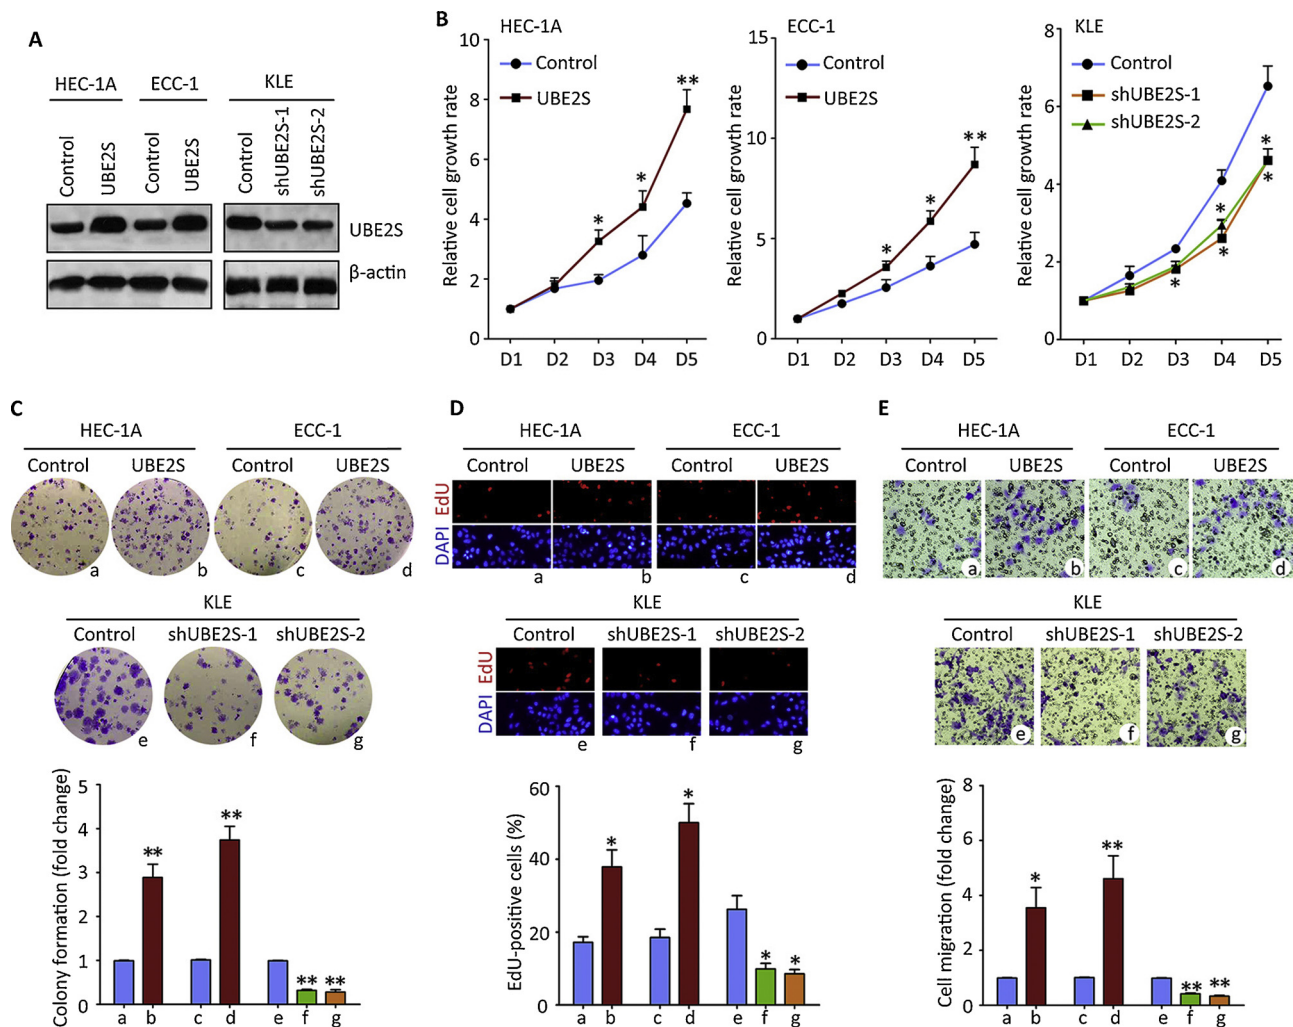 A
HEC-1A ECC-1 KLE
Control UBE2S Control UBE2S Control shUBE2S-1 shUBE2S-2
UBE2S
β-actin
B
HEC-1A
Relative cell growth rate
10
8
6
4
2
0
Control
UBE2S
* * **
D1 D2 D3 D4 D5
ECC-1
Relative cell growth rate
15
10
5
0
Control
UBE2S
* * **
D1 D2 D3 D4 D5
KLE
Relative cell growth rate
8
6
4
2
0
Control
shUBE2S-1
shUBE2S-2
* *
* * *
D1 D2 D3 D4 D5
C
HEC-1A ECC-1
Control UBE2S Control UBE2S
a b c d
KLE
Control shUBE2S-1 shUBE2S-2
e f g
Colony formation (fold change)
5
4
3
2
1
0
** ** ** **
a b c d e f g
D
HEC-1A ECC-1
Control UBE2S Control UBE2S
EdU
DAPI
a b c d
KLE
Control shUBE2S-1 shUBE2S-2
EdU
DAPI
e f g
EdU-positive cells (%)
60
40
20
0
* * * *
a b c d e f g
E
HEC-1A ECC-1
Control UBE2S Control UBE2S
a b c d
KLE
Control shUBE2S-1 shUBE2S-2
e f g
Cell migration (fold change)
8
6
4
2
0
* ** ** **
a b c d e f g